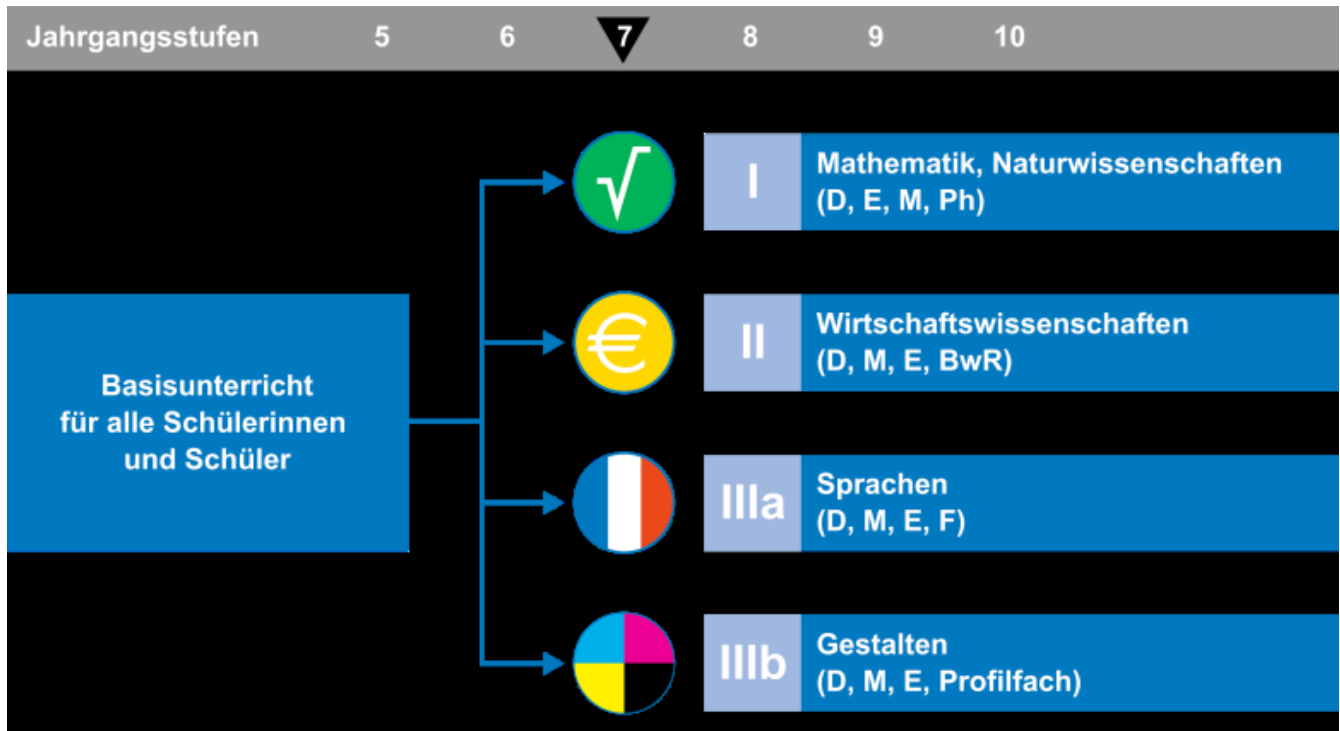 Jahrgangsstufen 5 6 7 8 9 10
√ I Mathematik, Naturwissenschaften
(D, E, M, Ph)
€ II Wirtschaftswissenschaften
(D, M, E, BwR)
Basisunterricht
für alle Schülerinnen
und Schüler
IIIa Sprachen
(D, M, E, F)
IIIb Gestalten
(D, M, E, Profilfach)